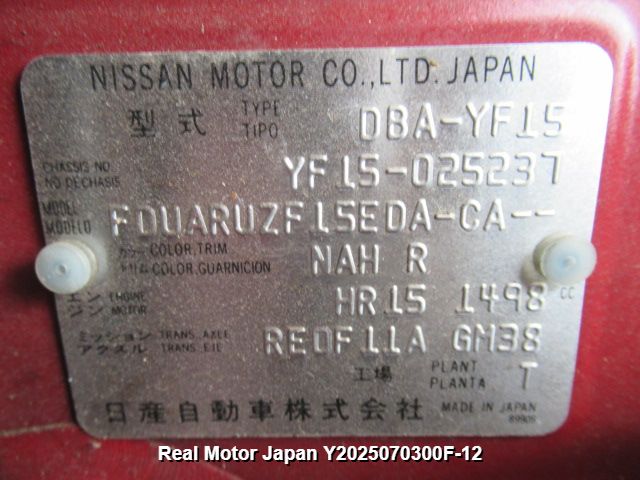 NISSAN MOTOR CO.,LTD. JAPAN
型式 TYPE TIPO DBA-YF15
CHASSIS NO. NO DECHASIS YF15-025237
MODEL MODELO FDUARUZF15EDA-CA--
カラー トリム COLOR,TRIM COLOR,GUARNICION NAH R
エンジン ENGINE MOTOR HR15 1498 CC
ミッション アクスル TRANS. AXLE TRANS. EJE RE0F11A GM38
工場 PLANT PLANTA T
日産自動車株式会社 MADE IN JAPAN
89909
Real Motor Japan Y2025070300F-12